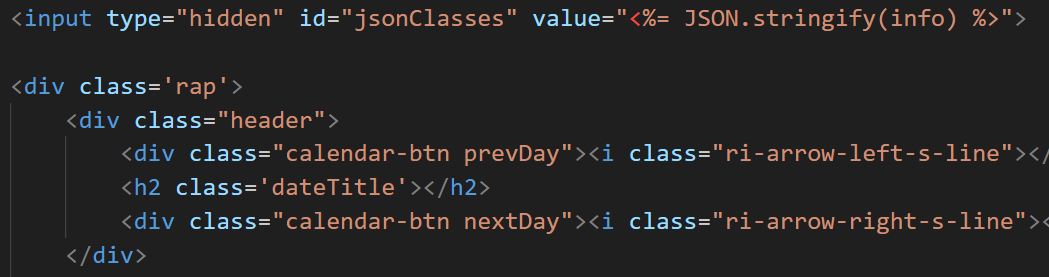 <input type="hidden" id="jsonClasses" value="<%= JSON.stringify(info) %>">
<div class='rap'>
<div class="header">
<div class="calendar-btn prevDay"><i class="ri-arrow-left-s-line"></
<h2 class='dateTitle'></h2>
<div class="calendar-btn nextDay"><i class="ri-arrow-right-s-line"><
</div>